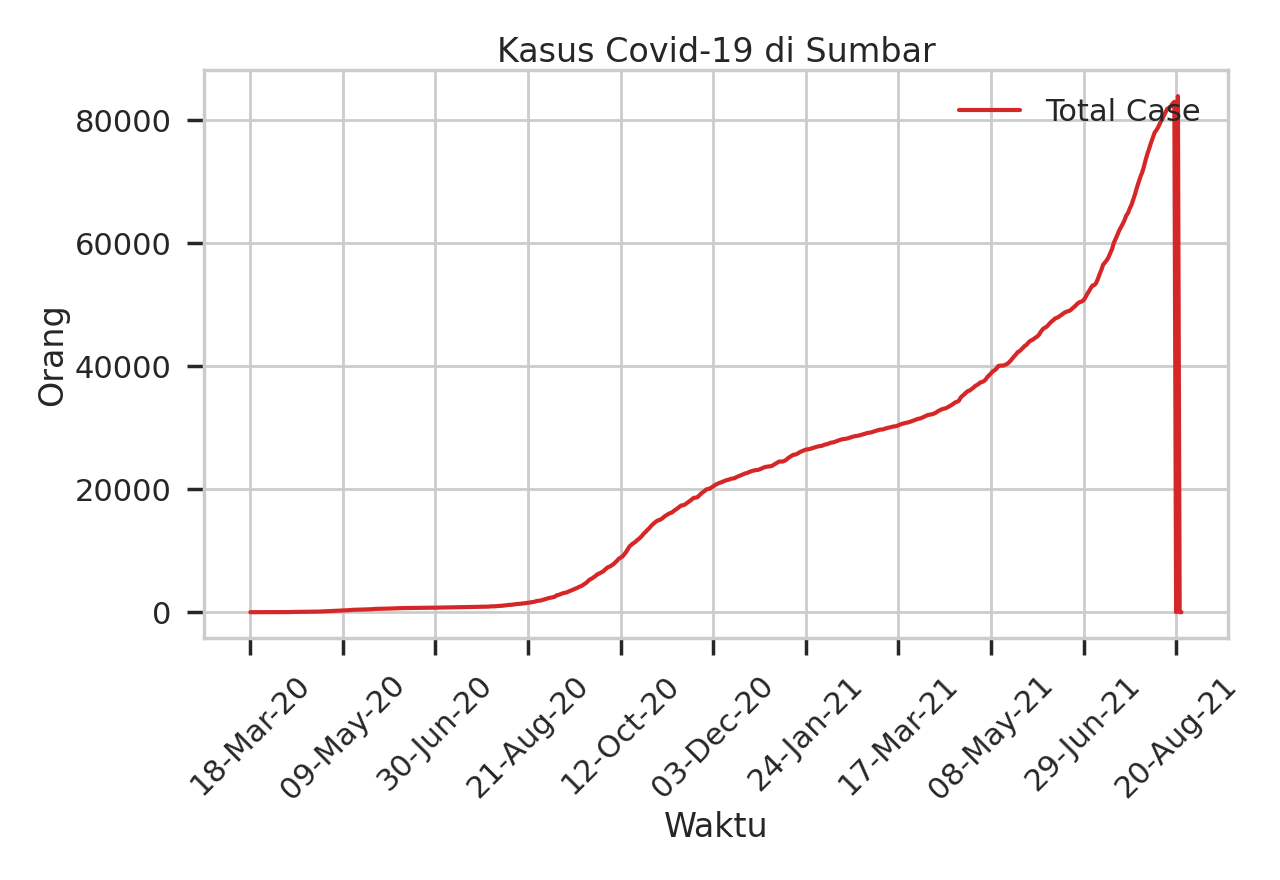 Kasus Covid-19 di Sumbar
Total Case
Orang
80000
60000
40000
20000
0
18-Mar-20
09-May-20
30-Jun-20
21-Aug-20
12-Oct-20
03-Dec-20
24-Jan-21
17-Mar-21
08-May-21
29-Jun-21
20-Aug-21
Waktu